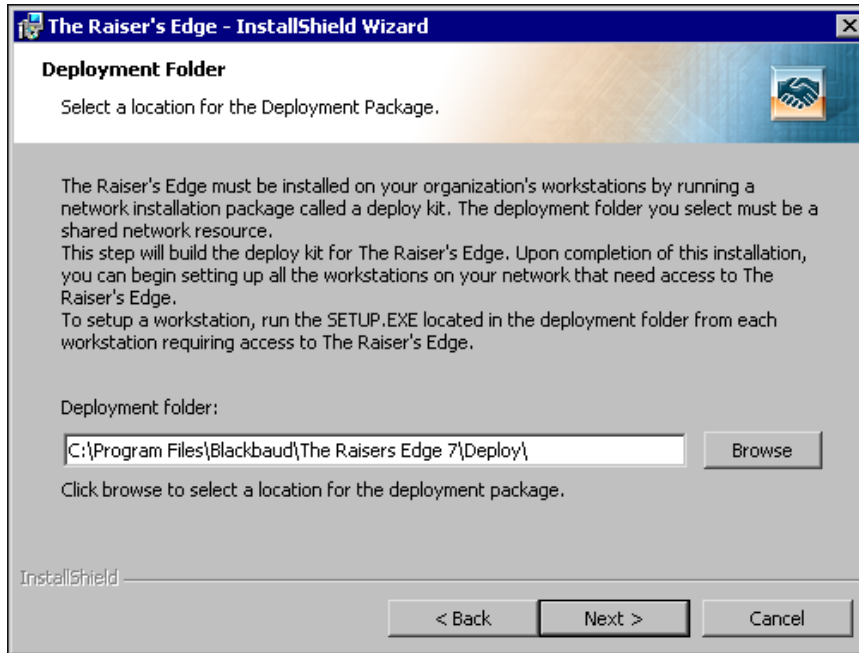 The Raiser's Edge - InstallShield Wizard
Deployment Folder
Select a location for the Deployment Package.
The Raiser's Edge must be installed on your organization's workstations by running a
network installation package called a deploy kit. The deployment folder you select must be a
shared network resource.
This step will build the deploy kit for The Raiser's Edge. Upon completion of this installation,
you can begin setting up all the workstations on your network that need access to The
Raiser's Edge.
To setup a workstation, run the SETUP.EXE located in the deployment folder from each
workstation requiring access to The Raiser's Edge.
Deployment folder:
C:\Program Files\Blackbaud\The Raisers Edge 7\Deploy\
Browse
Click browse to select a location for the deployment package.
InstallShield
< Back
Next >
Cancel